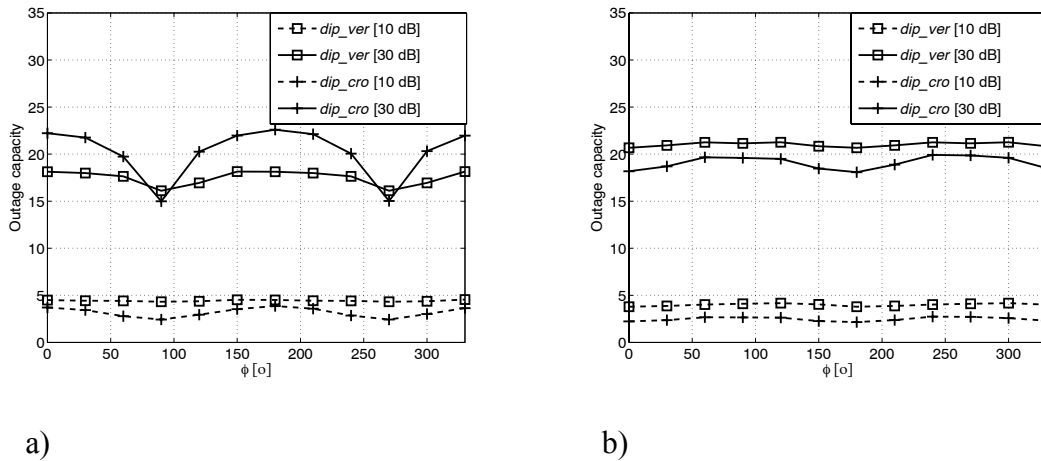 35
30
25
20
15
10
5
0
Outage capacity
0 50 100 150 200 250 300
ϕ [o]
dip_ver [10 dB]
dip_ver [30 dB]
dip_cro [10 dB]
dip_cro [30 dB]
a)
35
30
25
20
15
10
5
0
Outage capacity
0 50 100 150 200 250 300
ϕ [o]
dip_ver [10 dB]
dip_ver [30 dB]
dip_cro [10 dB]
dip_cro [30 dB]
b)